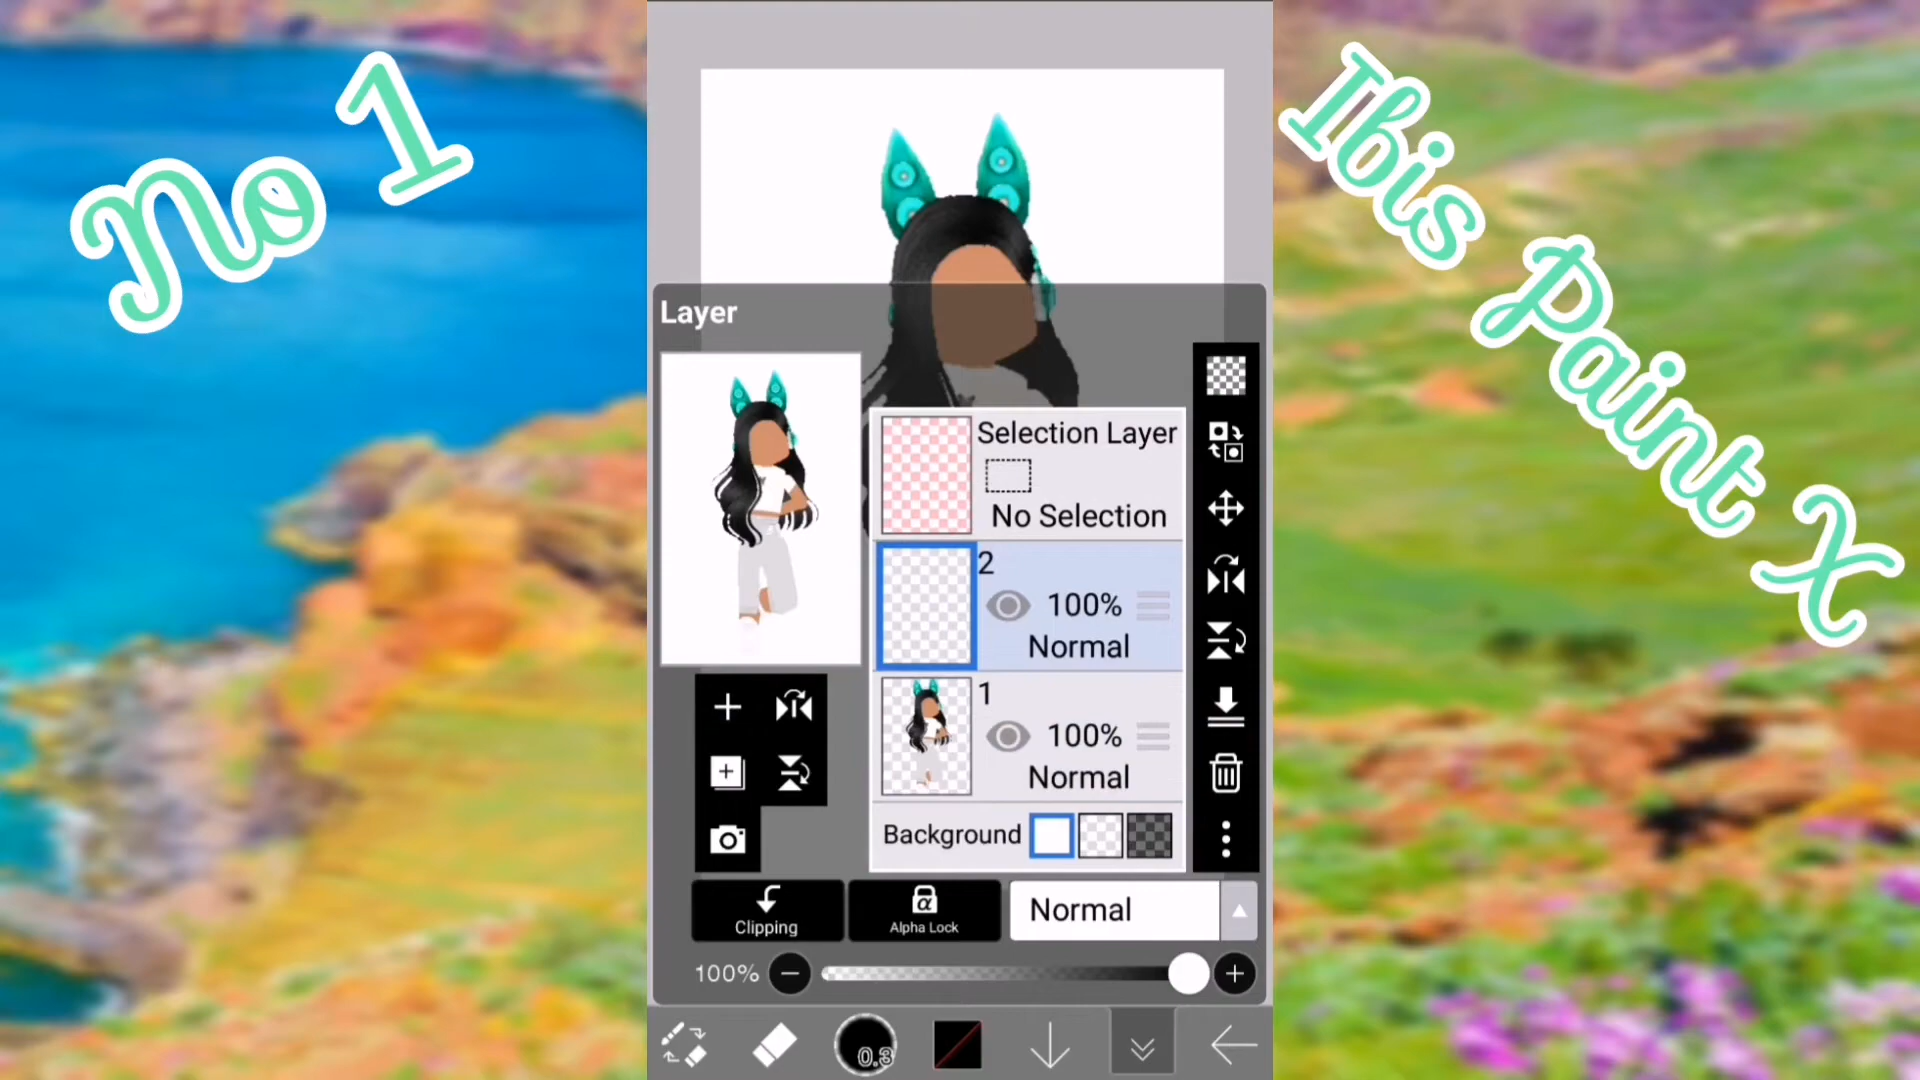 No 1
Ibis Paint X
Layer
Selection Layer
No Selection
2
100%
Normal
1
100%
Normal
Background
Clipping
Alpha Lock
Normal
100%
0.3